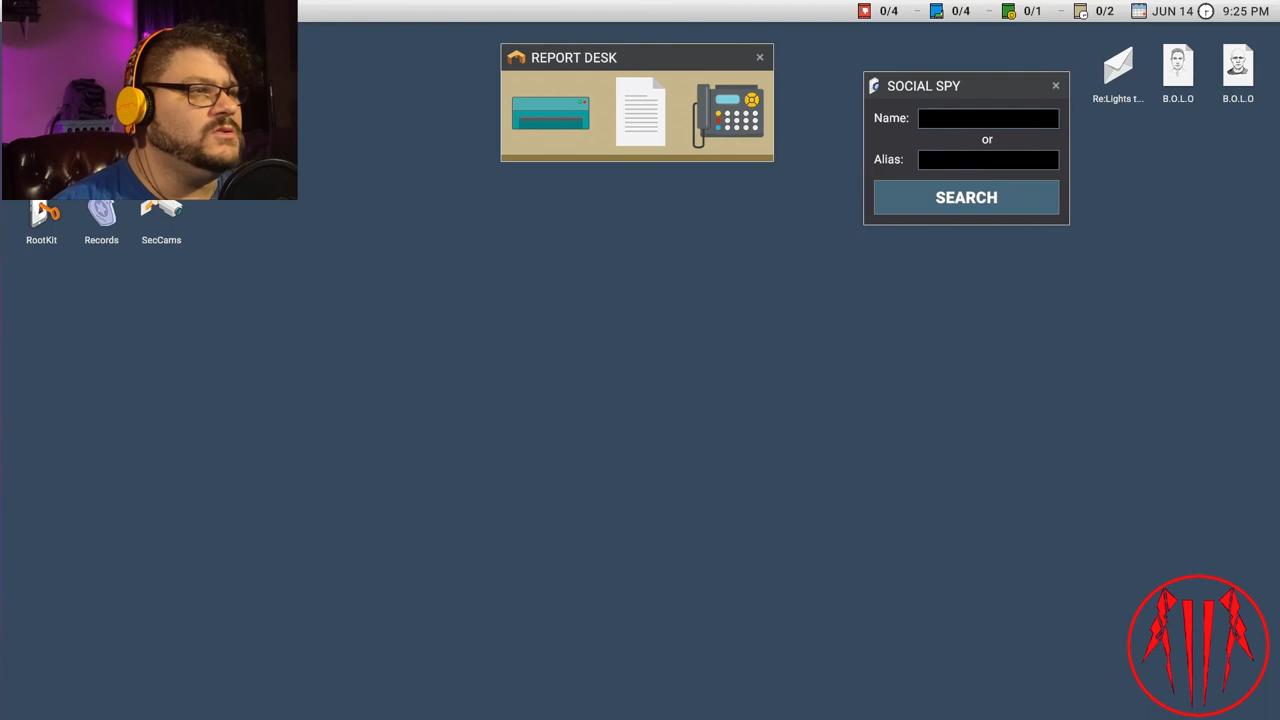 0/4
0/4
0/1
0/2
JUN 14
9:25 PM
REPORT DESK
SOCIAL SPY
Name:
or
Alias:
SEARCH
Re:Lights t...
B.O.L.O
B.O.L.O
RootKit
Records
SecCams